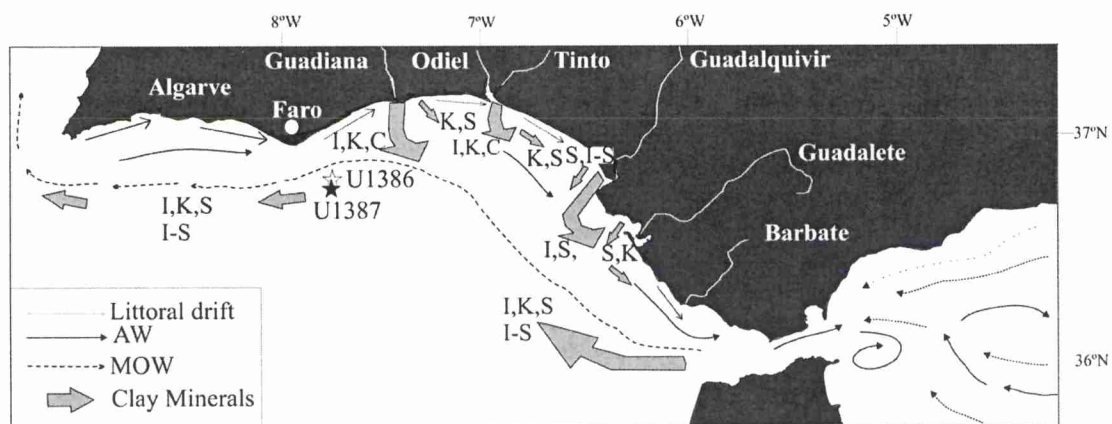 8ºW 7ºW 6ºW 5ºW
Guadiana Odiel Tinto Guadalquivir
Algarve
Faro
37ºN
K,S
I,K,C I,K,C K,S S,I-S
Guadalete
U1386
U1387
I,K,S
I-S
I,S, S,K
Barbate
I,K,S
I-S
Littoral drift
AW
MOW
Clay Minerals
36ºN